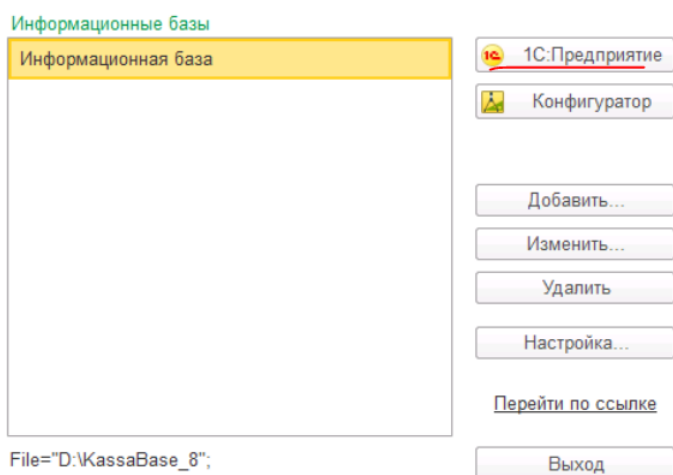 Информационные базы
Информационная база
1С:Предприятие
Конфигуратор
Добавить...
Изменить...
Удалить
Настройка...
Перейти по ссылке
Выход
File="D:\KassaBase_8";